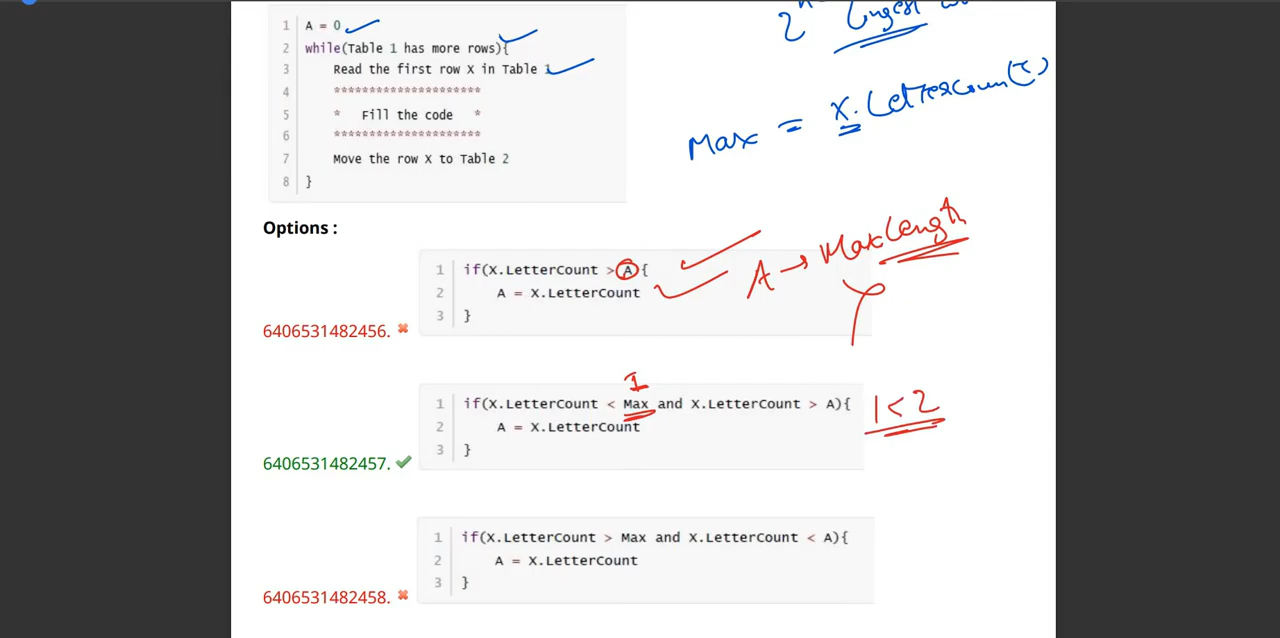 1 A = 0
2 while(Table 1 has more rows){
3 Read the first row X in Table 1
4 *********************
5 * Fill the code *
6 *********************
7 Move the row X to Table 2
8 }
Max = X.LetterCount(
Options :
1 if(X.LetterCount > A{
2 A = X.LetterCount
3 }
A → Max Length
6406531482456. ✖
1
1 if(X.LetterCount < Max and X.LetterCount > A){
2 A = X.LetterCount
3 }
1 < 2
6406531482457. ✔
1 if(X.LetterCount > Max and X.LetterCount < A){
2 A = X.LetterCount
3 }
6406531482458. ✖